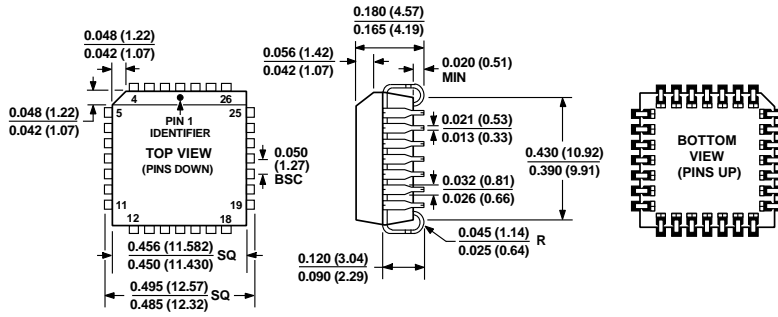 0.180 (4.57)
0.165 (4.19)
0.048 (1.22)
0.042 (1.07)
0.056 (1.42)
0.042 (1.07)
0.020 (0.51)
MIN
0.048 (1.22)
0.042 (1.07)
4
26
5
25
PIN 1
IDENTIFIER
TOP VIEW
(PINS DOWN)
0.050
(1.27)
BSC
11
19
12
18
0.021 (0.53)
0.013 (0.33)
0.430 (10.92)
0.390 (9.91)
0.032 (0.81)
0.026 (0.66)
BOTTOM
VIEW
(PINS UP)
0.456 (11.582)
0.450 (11.430)
SQ
0.495 (12.57)
0.485 (12.32)
SQ
0.120 (3.04)
0.090 (2.29)
0.045 (1.14)
0.025 (0.64)
R